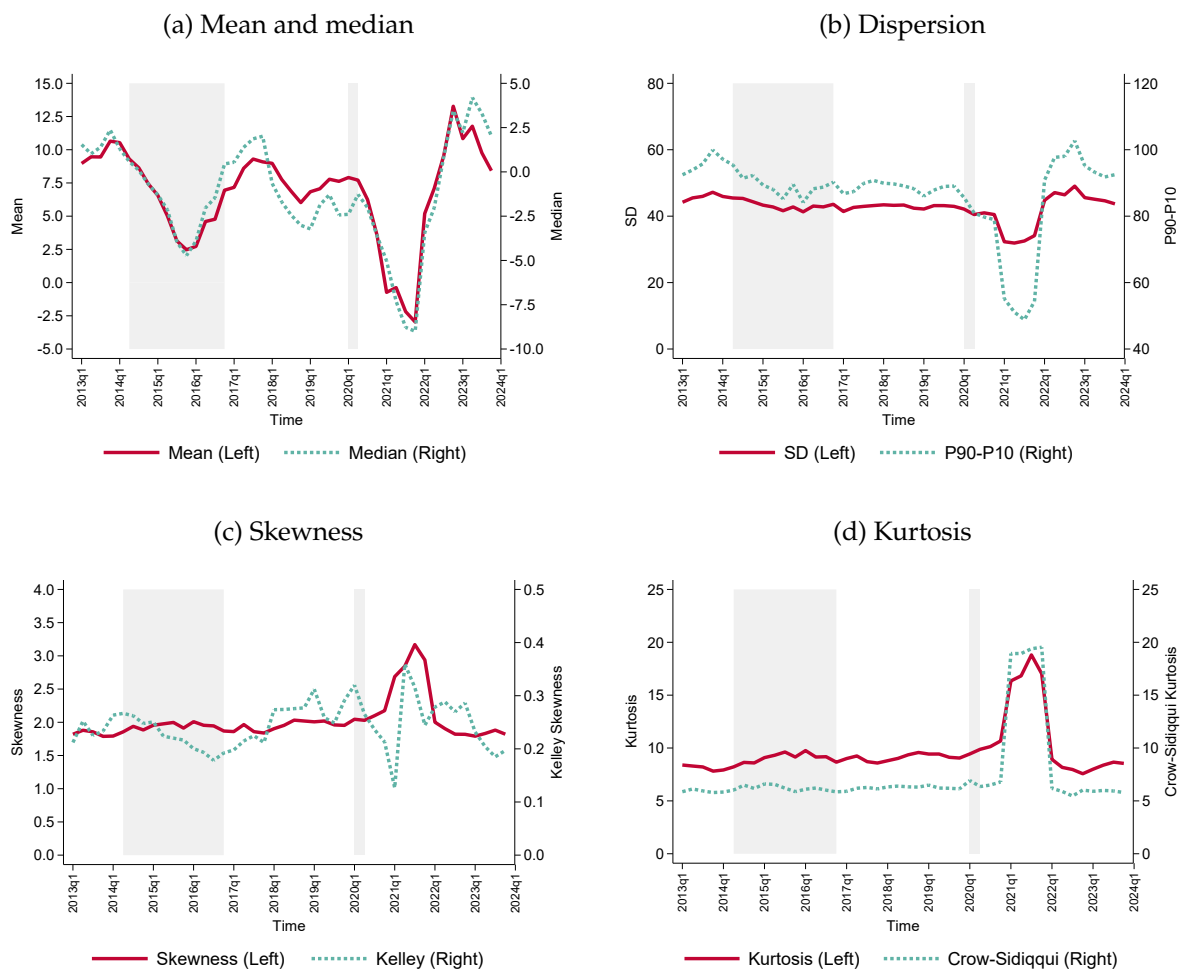 (a) Mean and median
15.0
12.5
10.0
7.5
5.0
2.5
0.0
-2.5
-5.0
Mean
5.0
2.5
0.0
-2.5
-5.0
-7.5
-10.0
Median
2013q1
2014q1
2015q1
2016q1
2017q1
2018q1
2019q1
2020q1
2021q1
2022q1
2023q1
2024q1
Time
Mean (Left) Median (Right)
(b) Dispersion
80
60
40
20
0
SD
120
100
80
60
40
P90-P10
2013q1
2014q1
2015q1
2016q1
2017q1
2018q1
2019q1
2020q1
2021q1
2022q1
2023q1
2024q1
Time
SD (Left) P90-P10 (Right)
(c) Skewness
4.0
3.5
3.0
2.5
2.0
1.5
1.0
0.5
0.0
Skewness
0.5
0.4
0.3
0.2
0.1
0.0
Kelley Skewness
2013q1
2014q1
2015q1
2016q1
2017q1
2018q1
2019q1
2020q1
2021q1
2022q1
2023q1
2024q1
Time
Skewness (Left) Kelley (Right)
(d) Kurtosis
25
20
15
10
5
0
Kurtosis
25
20
15
10
5
0
Crow-Sidiqqui Kurtosis
2013q1
2014q1
2015q1
2016q1
2017q1
2018q1
2019q1
2020q1
2021q1
2022q1
2023q1
2024q1
Time
Kurtosis (Left) Crow-Sidiqqui (Right)